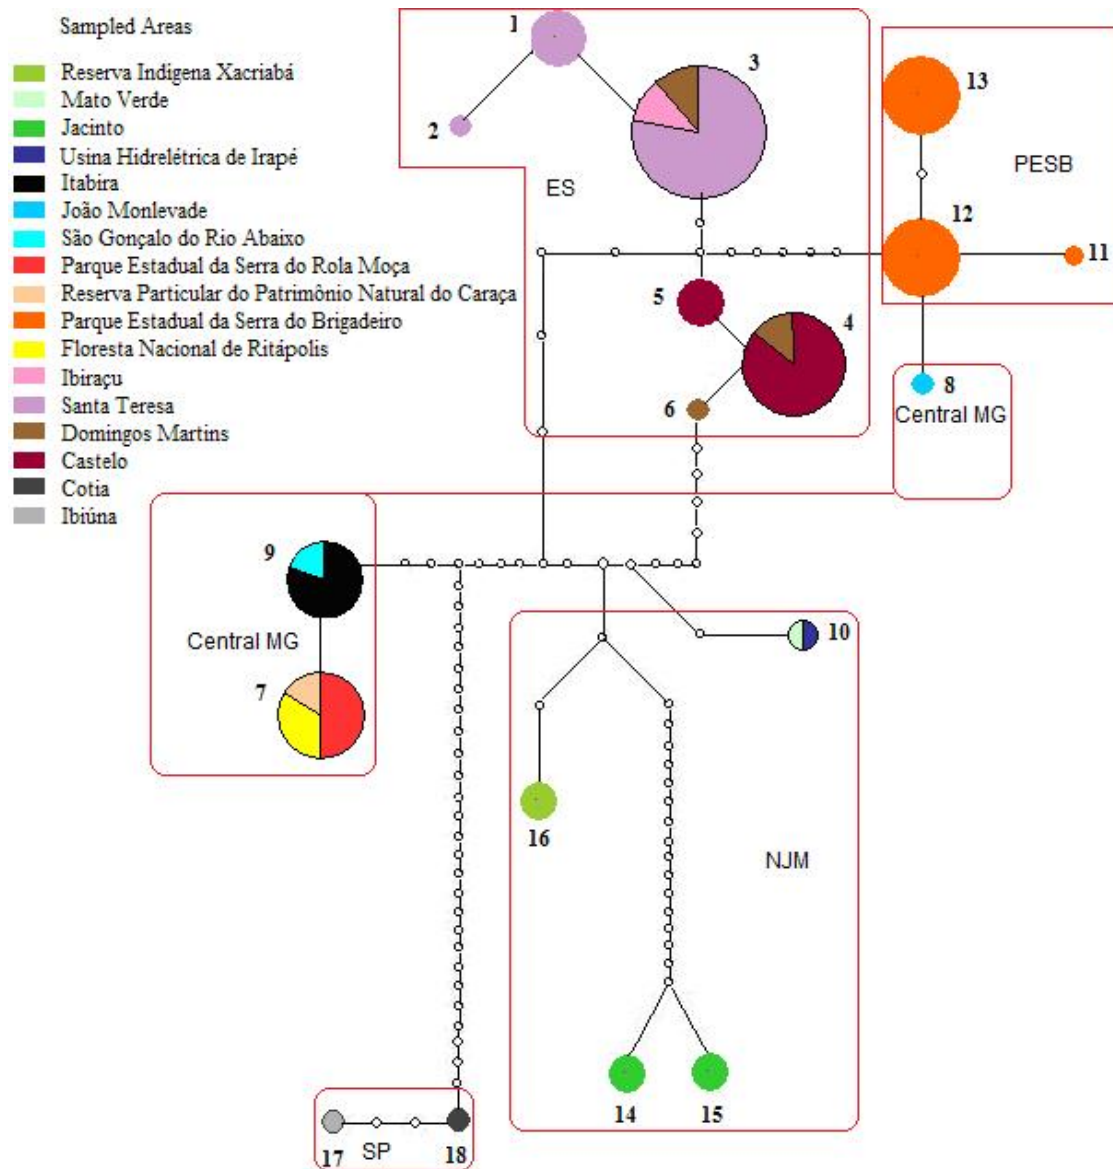 Sampled Areas
Reserva Indígena Xacriabá
Mato Verde
Jacinto
Usina Hidrelétrica de Irapé
Itabira
João Monlevade
São Gonçalo do Rio Abaixo
Parque Estadual da Serra do Rola Moça
Reserva Particular do Patrimônio Natural do Caraça
Parque Estadual da Serra do Brigadeiro
Floresta Nacional de Ritápolis
Ibiraçu
Santa Teresa
Domingos Martins
Castelo
Cotia
Ibiúna
1
2
3
ES
5
4
6
13
PESB
12
11
8
Central MG
9
Central MG
7
10
16
NJM
14
15
17
SP
18